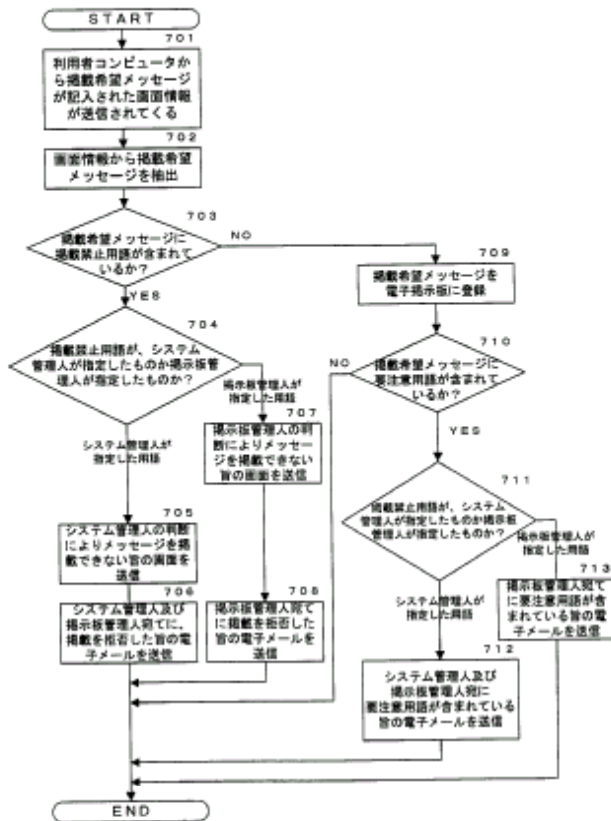 START
701
利用者コンピュータか
ら掲載希望メッセージ
が記入された画面情報
が送信されてくる
702
画面情報から掲載希望
メッセージを抽出
703
掲載希望メッセージに
掲載禁止用語が含まれて
いるか？
NO
YES
704
掲載禁止用語が、システム
管理人が指定したものか掲示板管
理人が指定したものか？
掲示板管理人が
指定した用語
システム管理人が
指定した用語
705
システム管理人の判断
によりメッセージを掲
載できない旨の画面を
送信
706
システム管理人及び
掲示板管理人宛てに、
掲載を拒否した旨の電
子メールを送信
707
掲示板管理人の判
断によりメッセー
ジを掲載できない
旨の画面を送信
708
掲示板管理人宛て
に掲載を拒否した
旨の電子メールを
送信
709
掲載希望メッセージを
電子掲示板に登録
710
掲載希望メッセージに
要注意用語が含まれて
いるか？
NO
YES
711
掲載禁止用語が、システム
管理人が指定したものか掲示板
管理人が指定したものか？
掲示板管理人が
指定した用語
システム管理人が
指定した用語
712
システム管理人及び
掲示板管理人宛に
要注意用語が含まれている
旨の電子メールを送信
713
掲示板管理人宛て
に要注意用語が含
まれている旨の電
子メールを送信
END